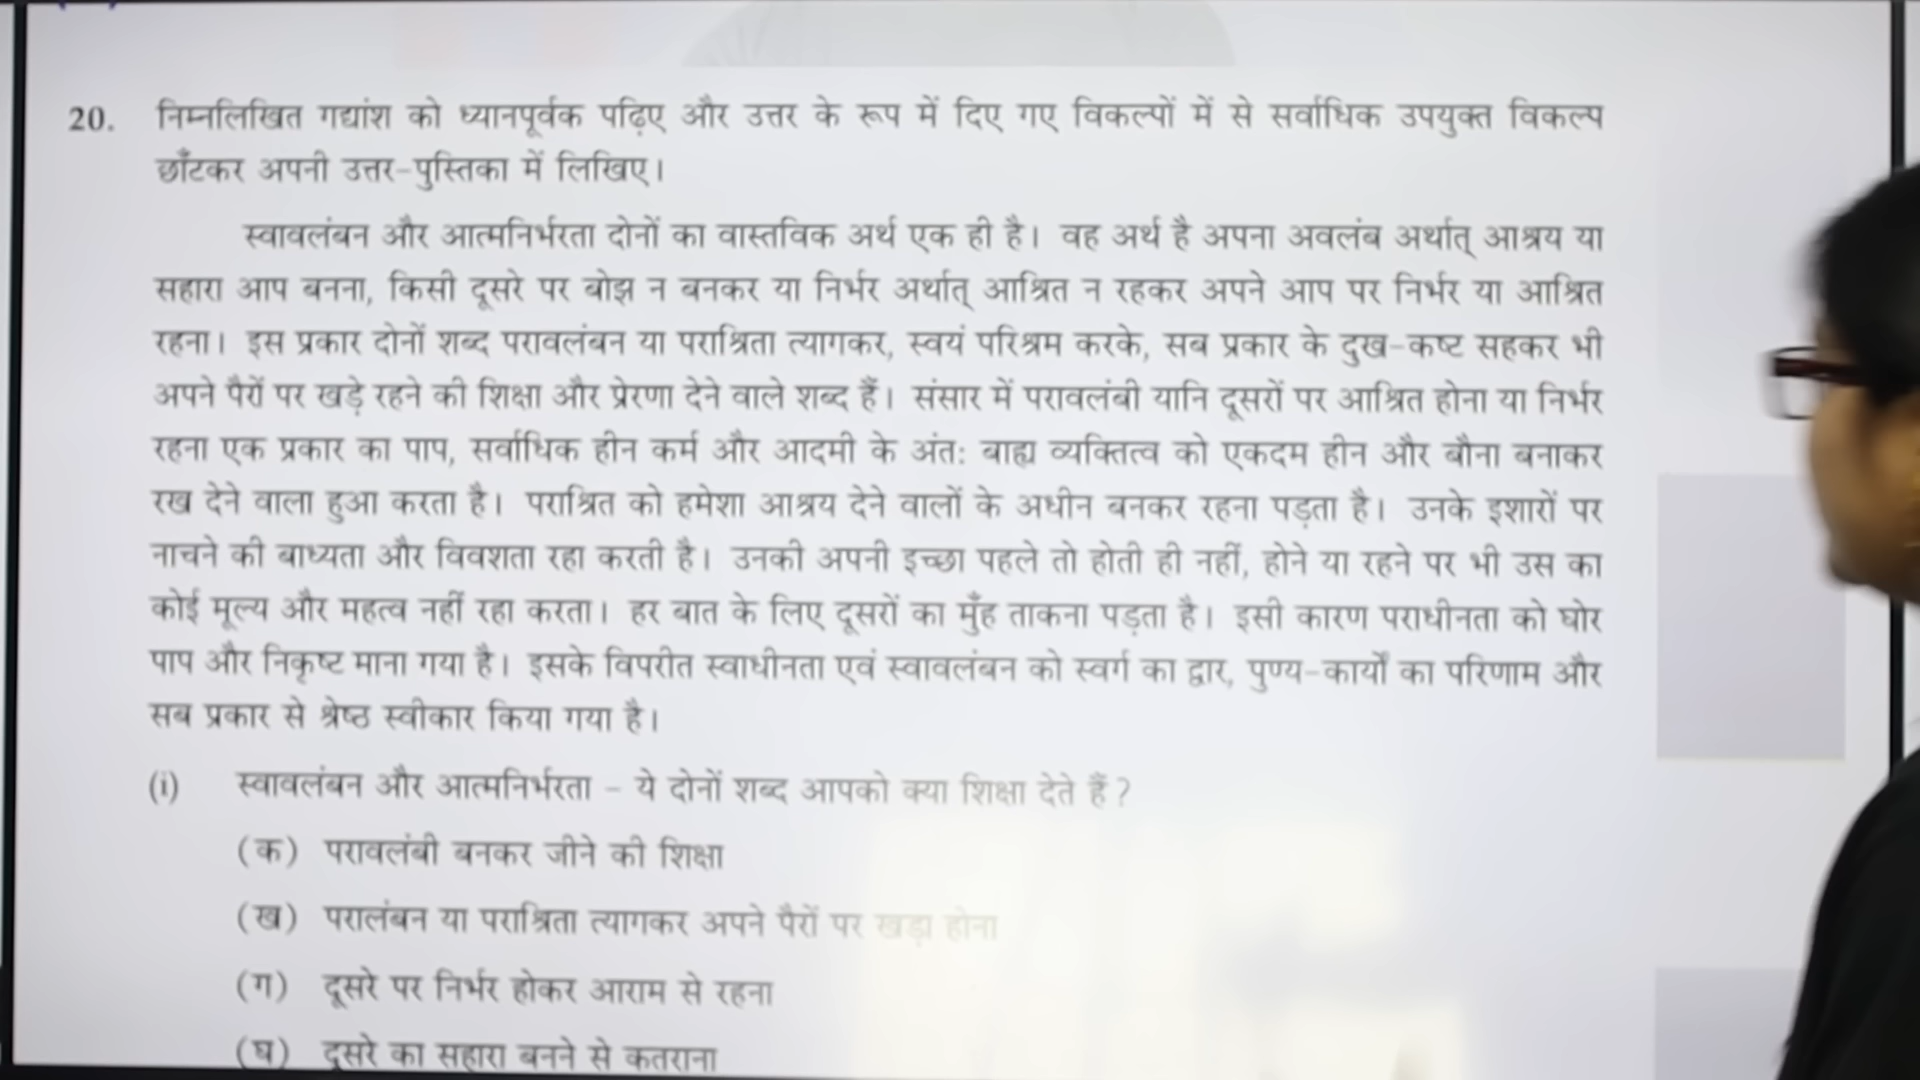 20. निम्नलिखित गद्यांश को ध्यानपूर्वक पढ़िए और उत्तर के रूप में दिए गए विकल्पों में से सर्वाधिक उपयुक्त विकल्प
छाँटकर अपनी उत्तर-पुस्तिका में लिखिए।
स्वावलंबन और आत्मनिर्भरता दोनों का वास्तविक अर्थ एक ही है। वह अर्थ है अपना अवलंब अर्थात् आश्रय या
सहारा आप बनना, किसी दूसरे पर बोझ न बनकर या निर्भर अर्थात् आश्रित न रहकर अपने आप पर निर्भर या आश्रित
रहना। इस प्रकार दोनों शब्द परावलंबन या पराश्रिता त्यागकर, स्वयं परिश्रम करके, सब प्रकार के दुख-कष्ट सहकर भी
अपने पैरों पर खड़े रहने की शिक्षा और प्रेरणा देने वाले शब्द हैं। संसार में परावलंबी यानि दूसरों पर आश्रित होना या निर्भर
रहना एक प्रकार का पाप, सर्वाधिक हीन कर्म और आदमी के अंतः बाह्य व्यक्तित्व को एकदम हीन और बौना बनाकर
रख देने वाला हुआ करता है। पराश्रित को हमेशा आश्रय देने वालों के अधीन बनकर रहना पड़ता है। उनके इशारों पर
नाचने की बाध्यता और विवशता रहा करती है। उनकी अपनी इच्छा पहले तो होती ही नहीं, होने या रहने पर भी उस का
कोई मूल्य और महत्व नहीं रहा करता। हर बात के लिए दूसरों का मुँह ताकना पड़ता है। इसी कारण पराधीनता को घोर
पाप और निकृष्ट माना गया है। इसके विपरीत स्वाधीनता एवं स्वावलंबन को स्वर्ग का द्वार, पुण्य-कार्यों का परिणाम और
सब प्रकार से श्रेष्ठ स्वीकार किया गया है।
(i) स्वावलंबन और आत्मनिर्भरता - ये दोनों शब्द आपको क्या शिक्षा देते हैं?
(क) परावलंबी बनकर जीने की शिक्षा
(ख) परालंबन या पराश्रिता त्यागकर अपने पैरों पर खड़ा होना
(ग) दूसरे पर निर्भर होकर आराम से रहना
(घ) दूसरे का सहारा बनने से कतराना